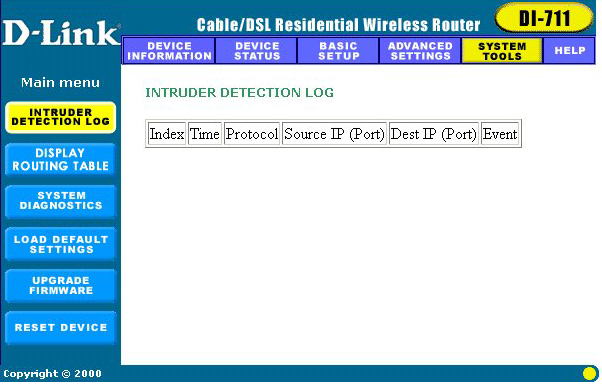 D-Link
Cable/DSL Residential Wireless Router
DI-711
DEVICE INFORMATION
DEVICE STATUS
BASIC SETUP
ADVANCED SETTINGS
SYSTEM TOOLS
HELP
Main menu
INTRUDER
DETECTION LOG
DISPLAY
ROUTING TABLE
SYSTEM
DIAGNOSTICS
LOAD DEFAULT
SETTINGS
UPGRADE
FIRMWARE
RESET DEVICE
INTRUDER DETECTION LOG
Index Time Protocol Source IP (Port) Dest IP (Port) Event
Copyright © 2000